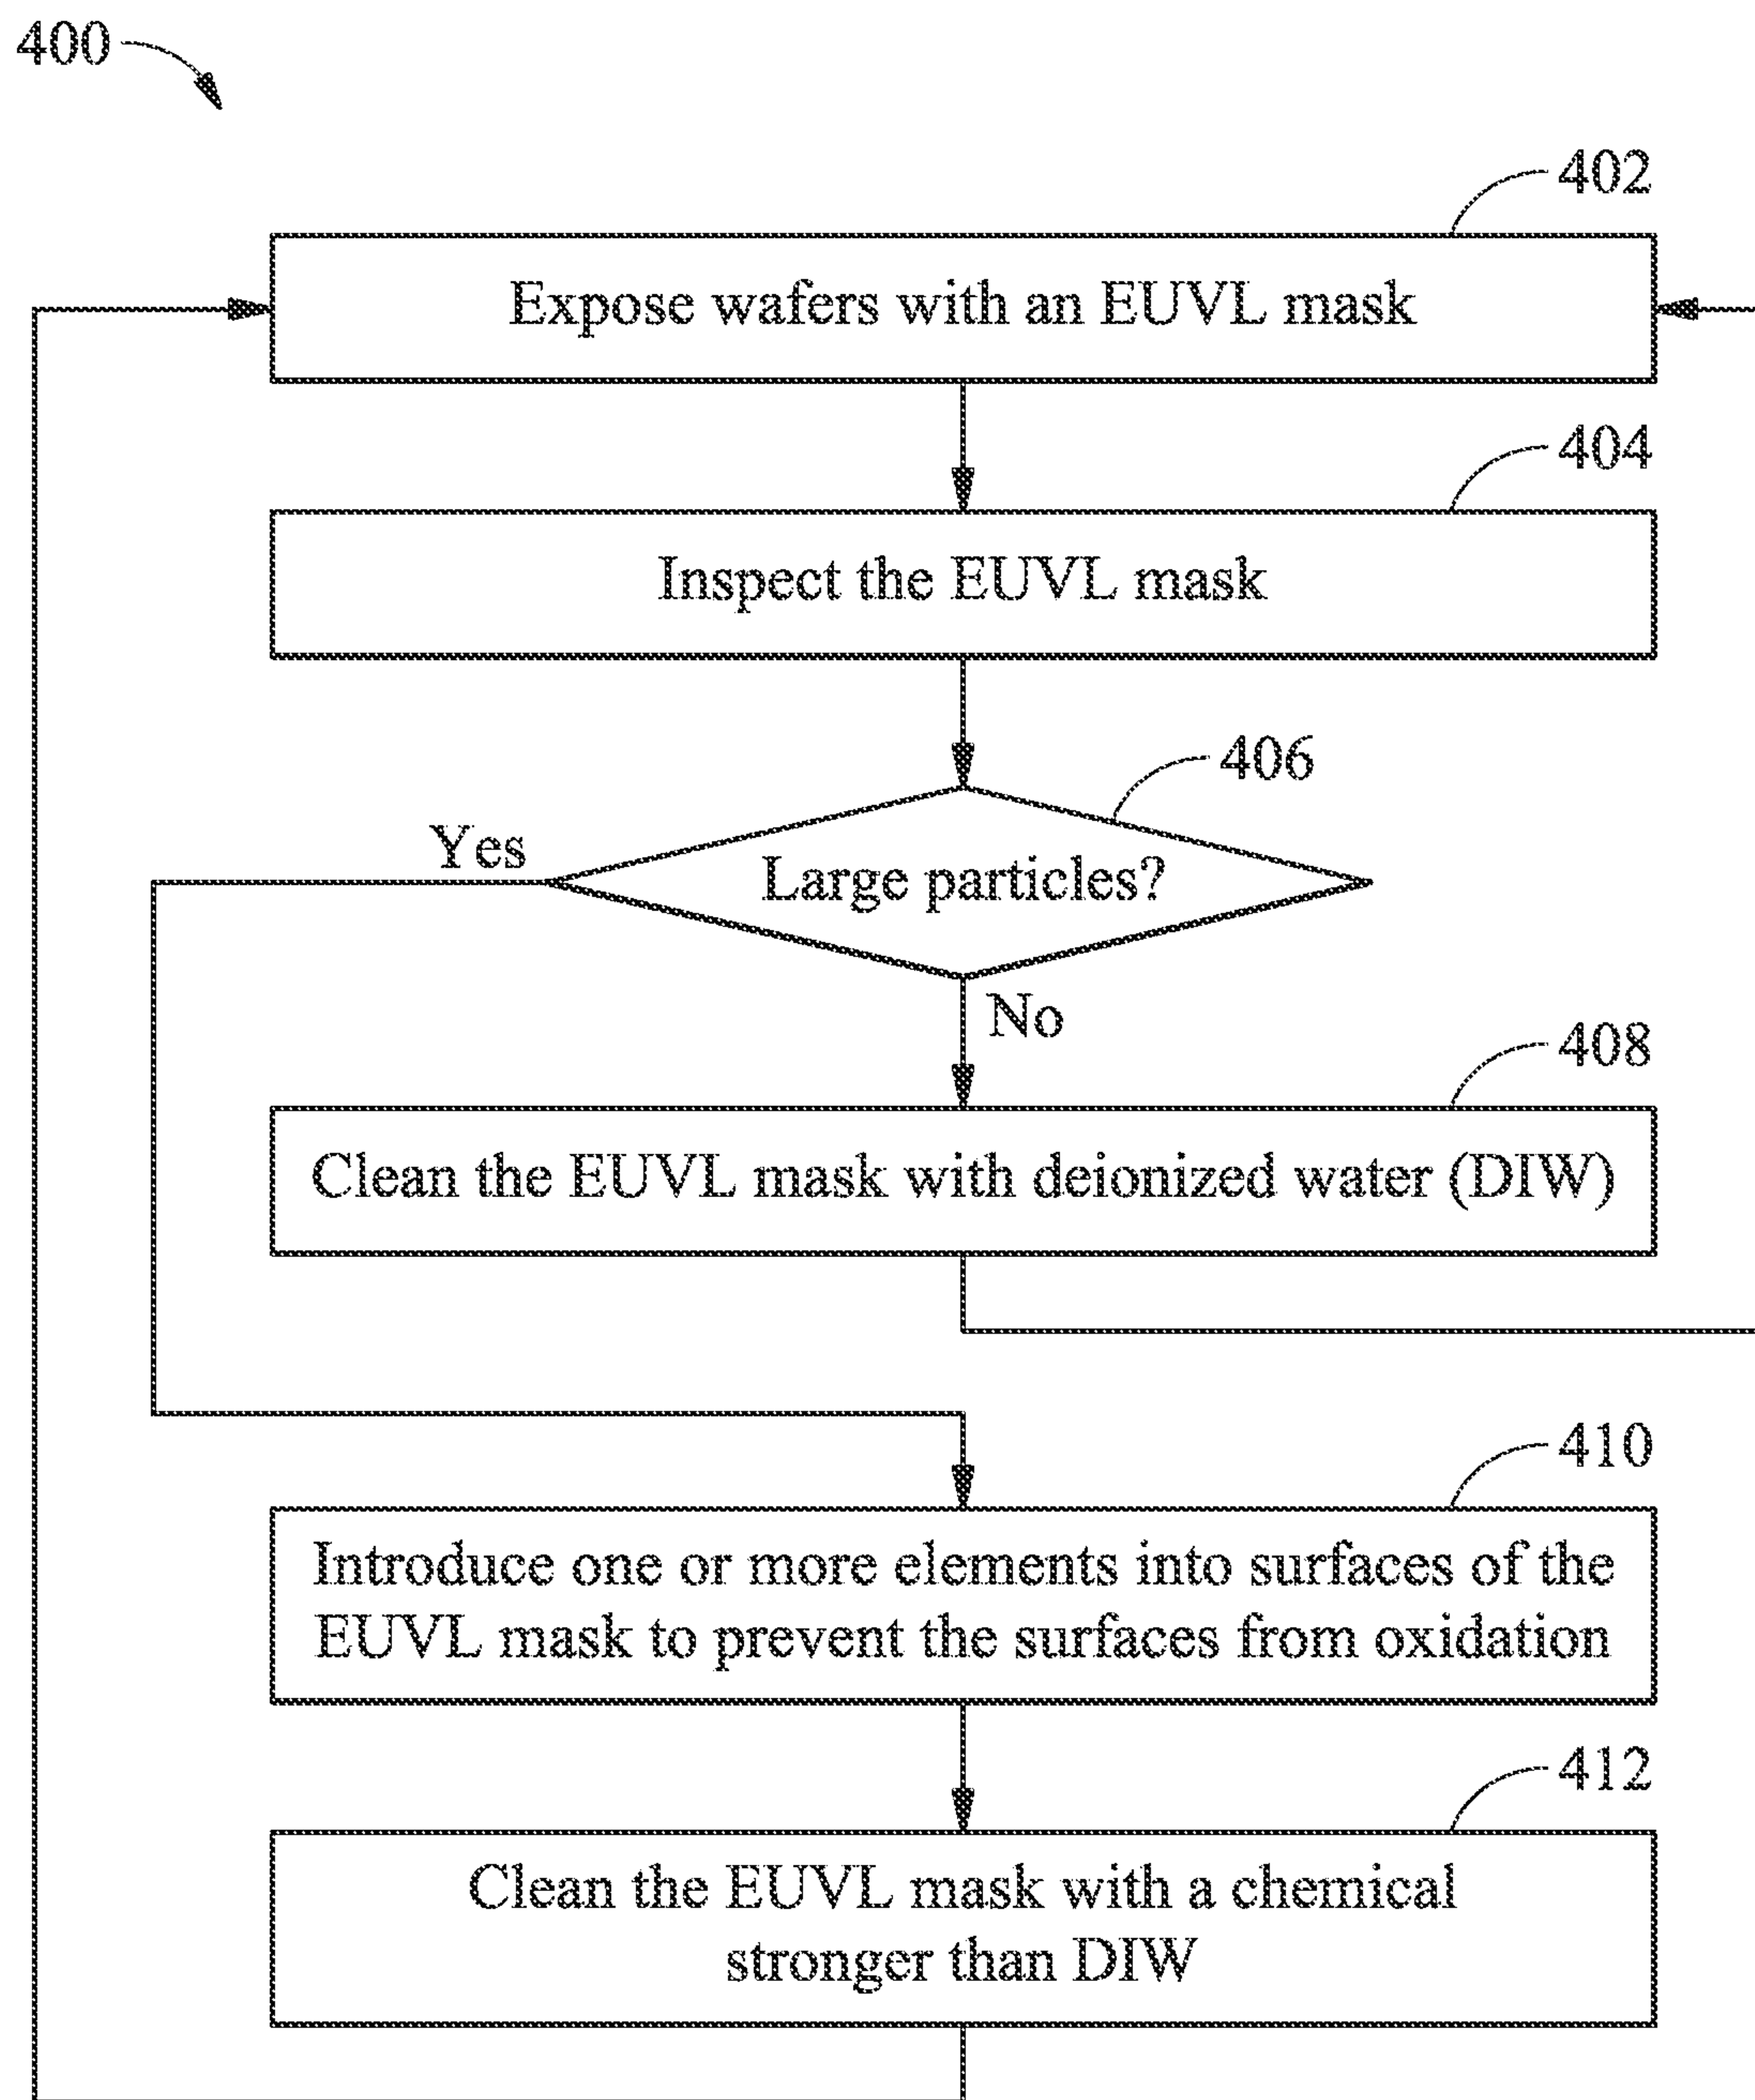 400
402
Expose wafers with an EUVL mask
404
Inspect the EUVL mask
406
Yes
Large particles?
No
408
Clean the EUVL mask with deionized water (DIW)
410
Introduce one or more elements into surfaces of the
EUVL mask to prevent the surfaces from oxidation
412
Clean the EUVL mask with a chemical
stronger than DIW